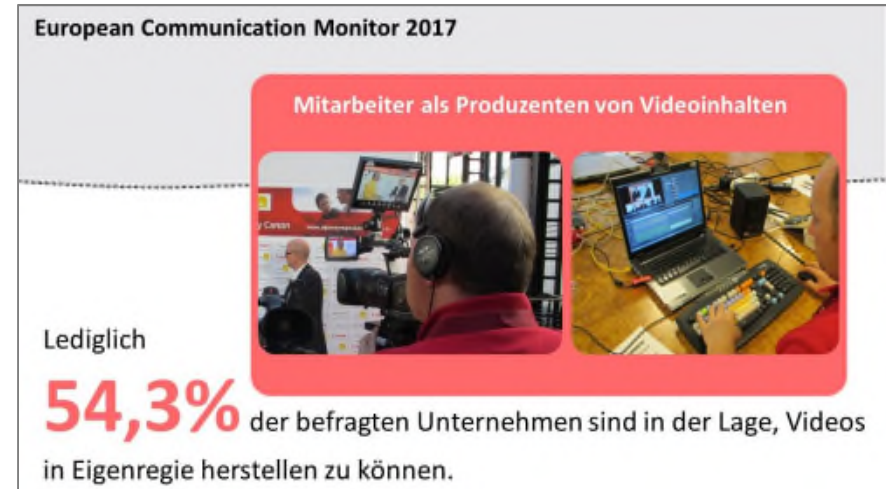 European Communication Monitor 2017
Mitarbeiter als Produzenten von Videoinhalten
Lediglich
54,3% der befragten Unternehmen sind in der Lage, Videos
in Eigenregie herstellen zu können.